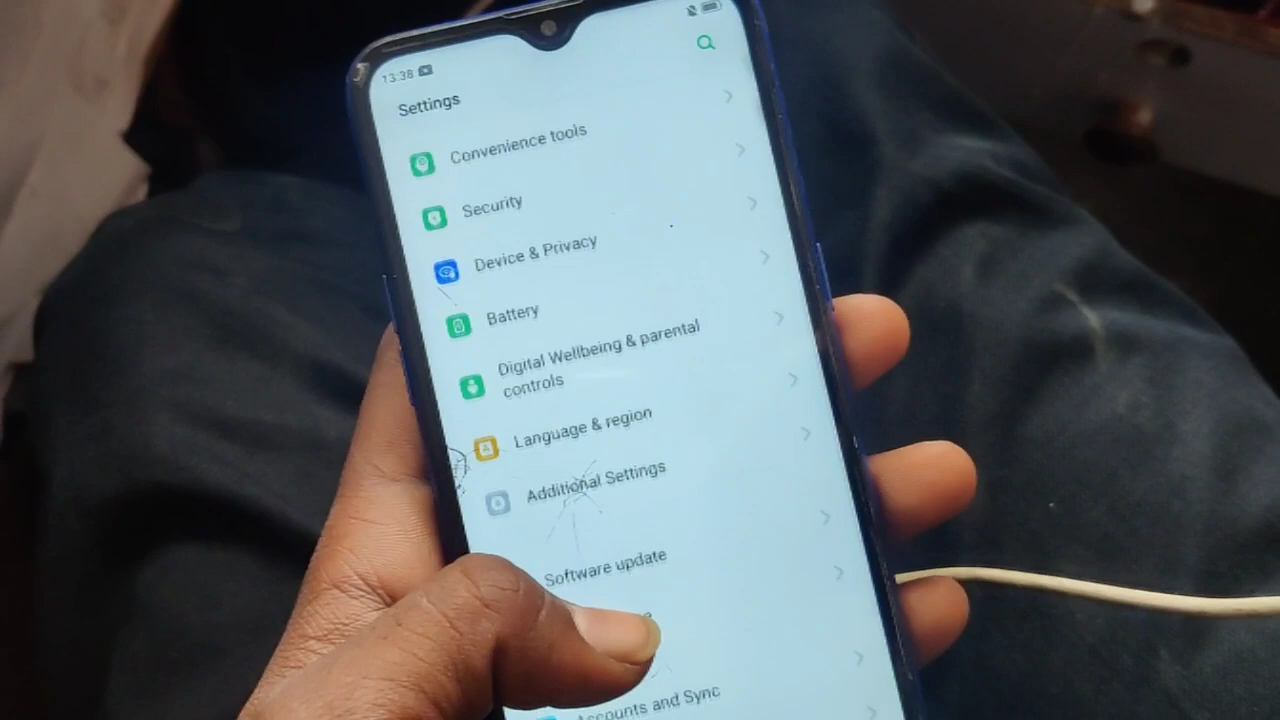 13:38
Settings
Convenience tools
Security
Device & Privacy
Battery
Digital Wellbeing & parental
controls
Language & region
Additional Settings
Software update
Accounts and Sync